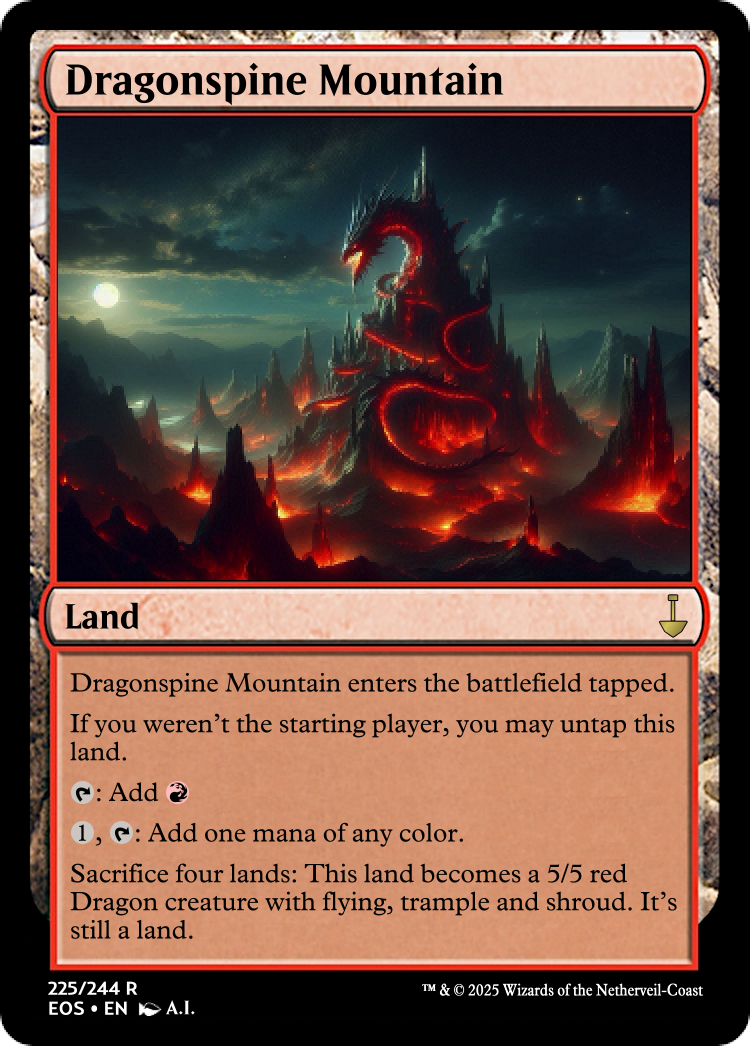 Dragonspine Mountain
Land
Dragonspine Mountain enters the battlefield tapped.
If you weren't the starting player, you may untap this
land.
: Add
1, : Add one mana of any color.
Sacrifice four lands: This land becomes a 5/5 red
Dragon creature with flying, trample and shroud. It's
still a land.
225/244 R
EOS • EN A.I.
™ & © 2025 Wizards of the Netherveil-Coast